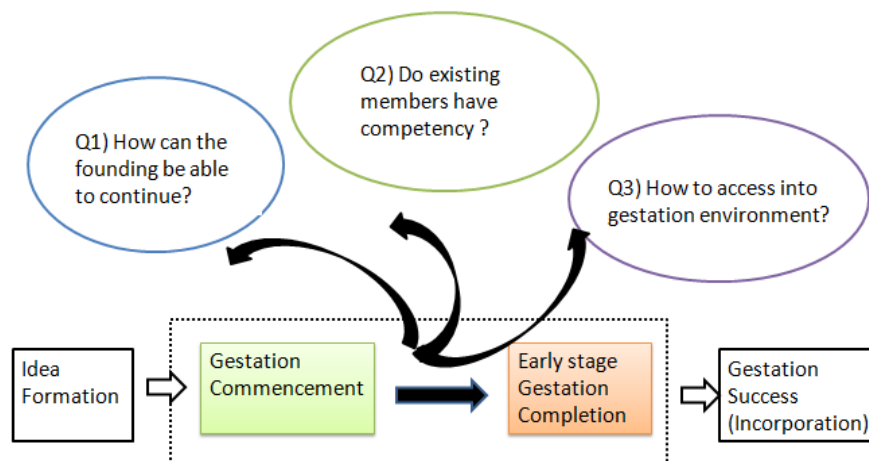 Q1) How can the
founding be able
to continue?
Q2) Do existing
members have
competency ?
Q3) How to access into
gestation environment?
Idea
Formation
Gestation
Commencement
Early stage
Gestation
Completion
Gestation
Success
(Incorporation)